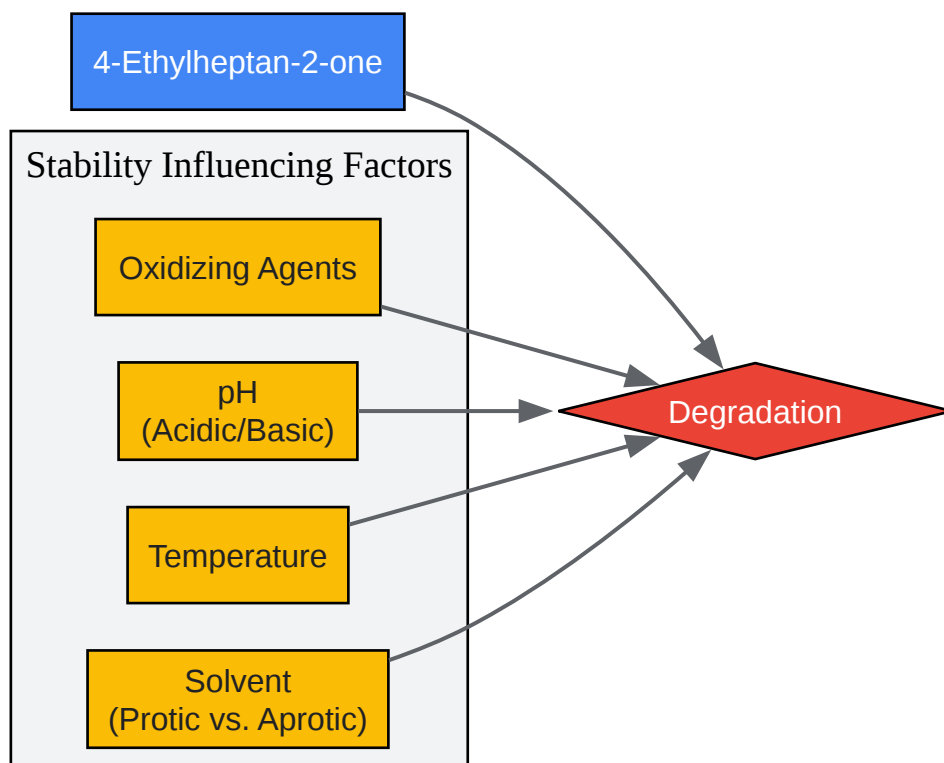 4-Ethylheptan-2-one
Stability Influencing Factors
Oxidizing Agents
pH
(Acidic/Basic)
Temperature
Solvent
(Protic vs. Aprotic)
Degradation